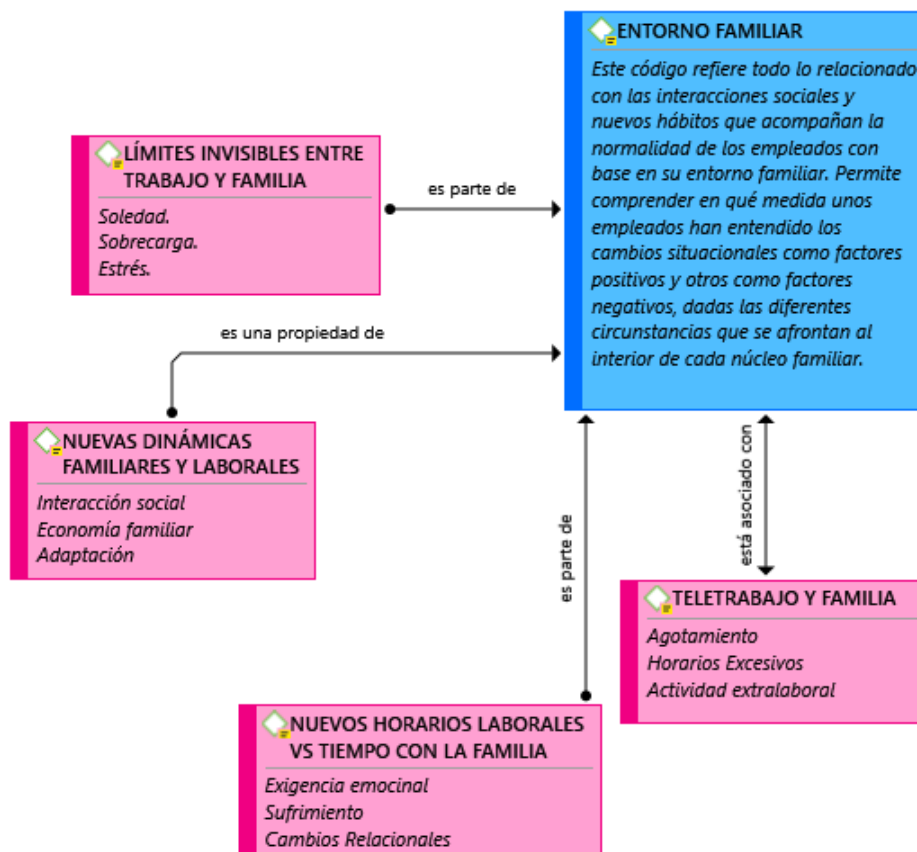 ENTORNO FAMILIAR
Este código refiere todo lo relacionado
con las interacciones sociales y
nuevos hábitos que acompañan la
normalidad de los empleados con
base en su entorno familiar. Permite
comprender en qué medida unos
empleados han entendido los
cambios situacionales como factores
positivos y otros como factores
negativos, dadas las diferentes
circunstancias que se afrontan al
interior de cada núcleo familiar.
LÍMITES INVISIBLES ENTRE
TRABAJO Y FAMILIA
Soledad.
Sobrecarga.
Estrés.
es parte de
es una propiedad de
NUEVAS DINÁMICAS
FAMILIARES Y LABORALES
Interacción social
Economía familiar
Adaptación
es parte de
está asociado con
TELETRABAJO Y FAMILIA
Agotamiento
Horarios Excesivos
Actividad extralaboral
NUEVOS HORARIOS LABORALES
VS TIEMPO CON LA FAMILIA
Exigencia emocinal
Sufrimiento
Cambios Relacionales